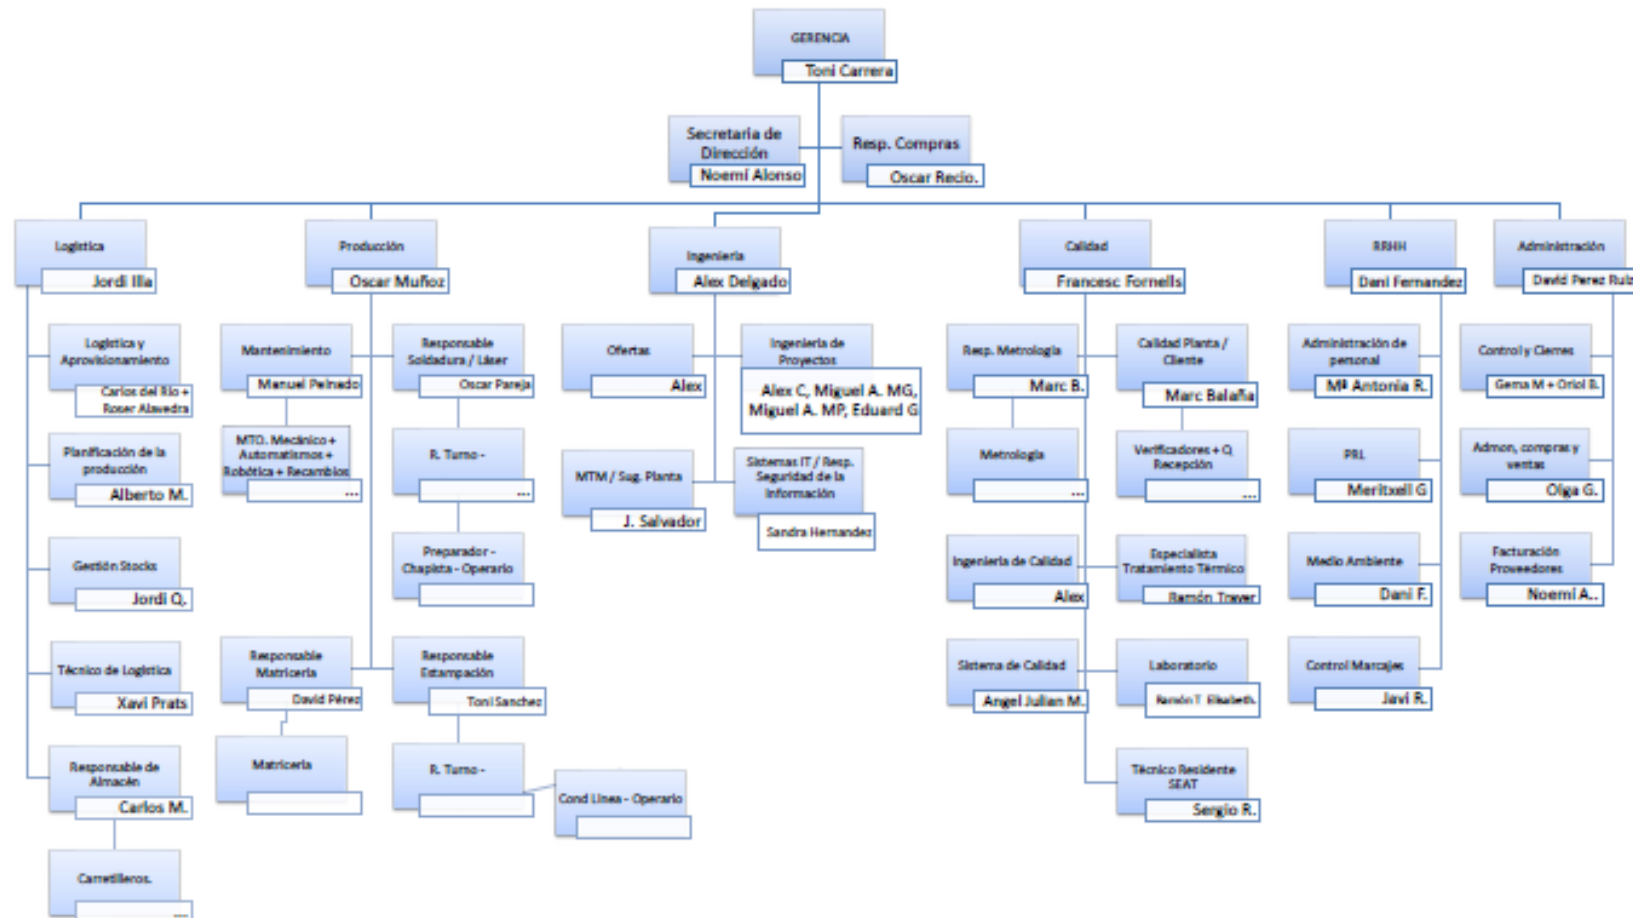 GERENCIA
Toni Carrera
Secretaria de
Dirección
Noemí Alonso
Resp. Compras
Oscar Recio.
Logística
Jordi Illa
Producción
Oscar Muñoz
Ingeniería
Alex Delgado
Calidad
Francesc Fornells
RRHH
Dani Fernandez
Administración
David Perez Ruiz
Logística y
Aprovisionamiento
Carlos del Río +
Roser Alavedra
Planificación de la
producción
Alberto M.
Gestión Stocks
Jordi Q.
Técnico de Logística
Xavi Prats
Responsable de
Almacén
Carlos M.
Carretilleros.
...
Mantenimiento
Manuel Peinado
MTO. Mecánico +
Automatismos +
Robótica + Recambios
...
Responsable
Soldadura / Láser
Oscar Pareja
R. Turno -
...
Preparador -
Chapista - Operario
Responsable
Matricería
David Pérez
Matricería
Responsable
Estampación
Toni Sanchez
R. Turno -
Cond Línea - Operario
Ofertas
Alex
Ingeniería de
Proyectos
Alex C, Miguel A. MG,
Miguel A. MP, Eduard G
MTM / Sug. Planta
J. Salvador
Sistemas IT / Resp.
Seguridad de la
Información
Sandra Hernandez
Resp. Metrología
Marc B.
Metrología
...
Calidad Planta /
Cliente
Marc Balaña
Verificadores + Q
Recepción
...
Ingeniería de Calidad
Alex
Especialista
Tratamiento Térmico
Ramón Traver
Sistema de Calidad
Angel Julian M.
Laboratorio
Ramón T. Elisabeth.
Técnico Residente
SEAT
Sergio R.
Administración de
personal
Mª Antonia R.
PRL
Meritxell G
Medio Ambiente
Dani F.
Control Marcajes
Javi R.
Control y Cierres
Gema M + Oriol B.
Admon, compras y
ventas
Olga G.
Facturación
Proveedores
Noemí A..